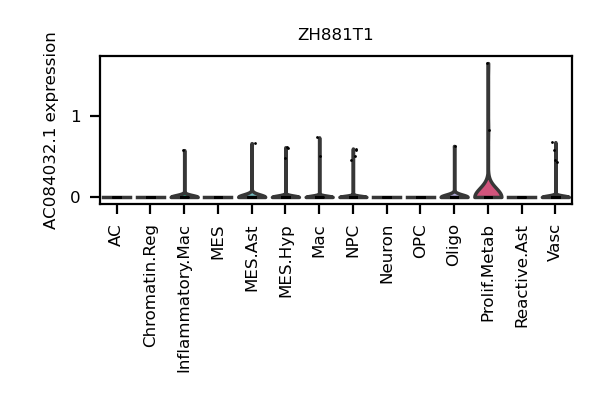 ZH881T1
AC084032.1 expression
1
0
AC
Chromatin.Reg
Inflammatory.Mac
MES
MES.Ast
MES.Hyp
Mac
NPC
Neuron
OPC
Oligo
Prolif.Metab
Reactive.Ast
Vasc